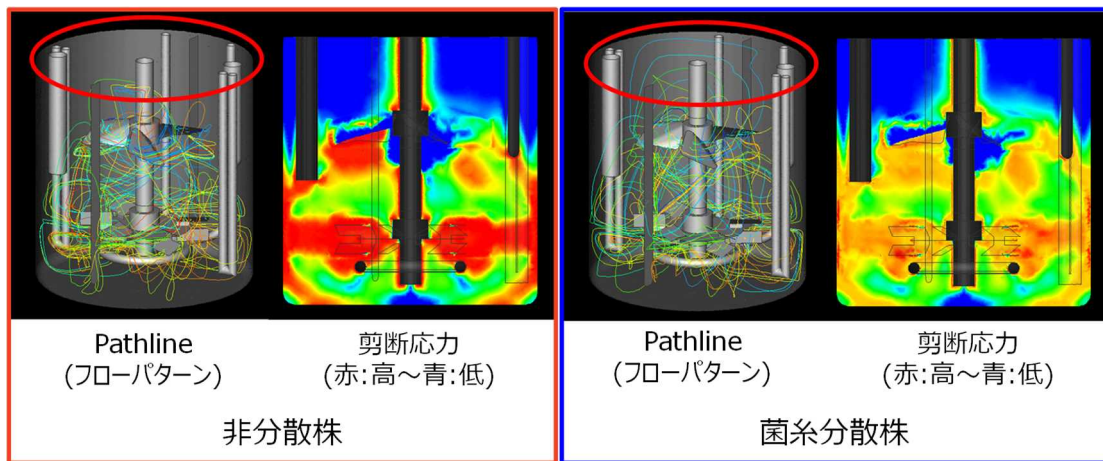 Pathline
(フローパターン)
剪断応力
(赤:高～青:低)
非分散株
Pathline
(フローパターン)
剪断応力
(赤:高～青:低)
菌糸分散株